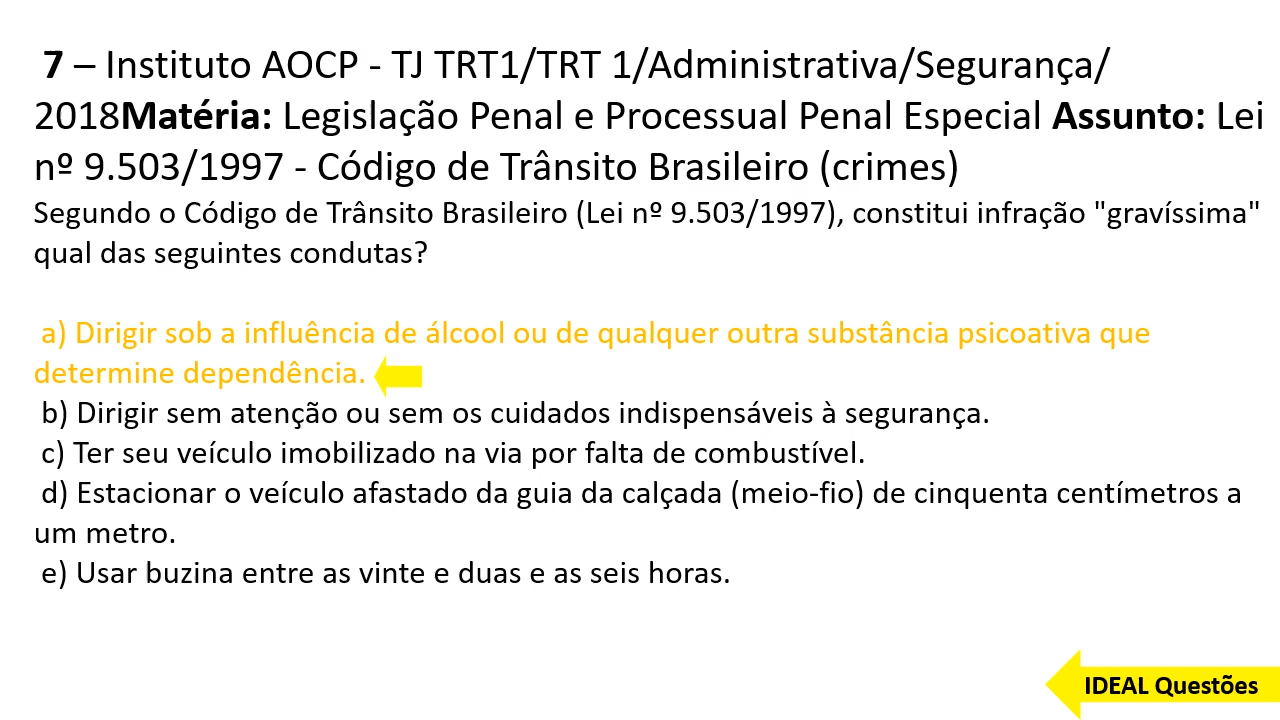 7 – Instituto AOCP - TJ TRT1/TRT 1/Administrativa/Segurança/
2018Matéria: Legislação Penal e Processual Penal Especial Assunto: Lei
nº 9.503/1997 - Código de Trânsito Brasileiro (crimes)
Segundo o Código de Trânsito Brasileiro (Lei nº 9.503/1997), constitui infração "gravíssima"
qual das seguintes condutas?
a) Dirigir sob a influência de álcool ou de qualquer outra substância psicoativa que
determine dependência.
b) Dirigir sem atenção ou sem os cuidados indispensáveis à segurança.
c) Ter seu veículo imobilizado na via por falta de combustível.
d) Estacionar o veículo afastado da guia da calçada (meio-fio) de cinquenta centímetros a
um metro.
e) Usar buzina entre as vinte e duas e as seis horas.
IDEAL Questões